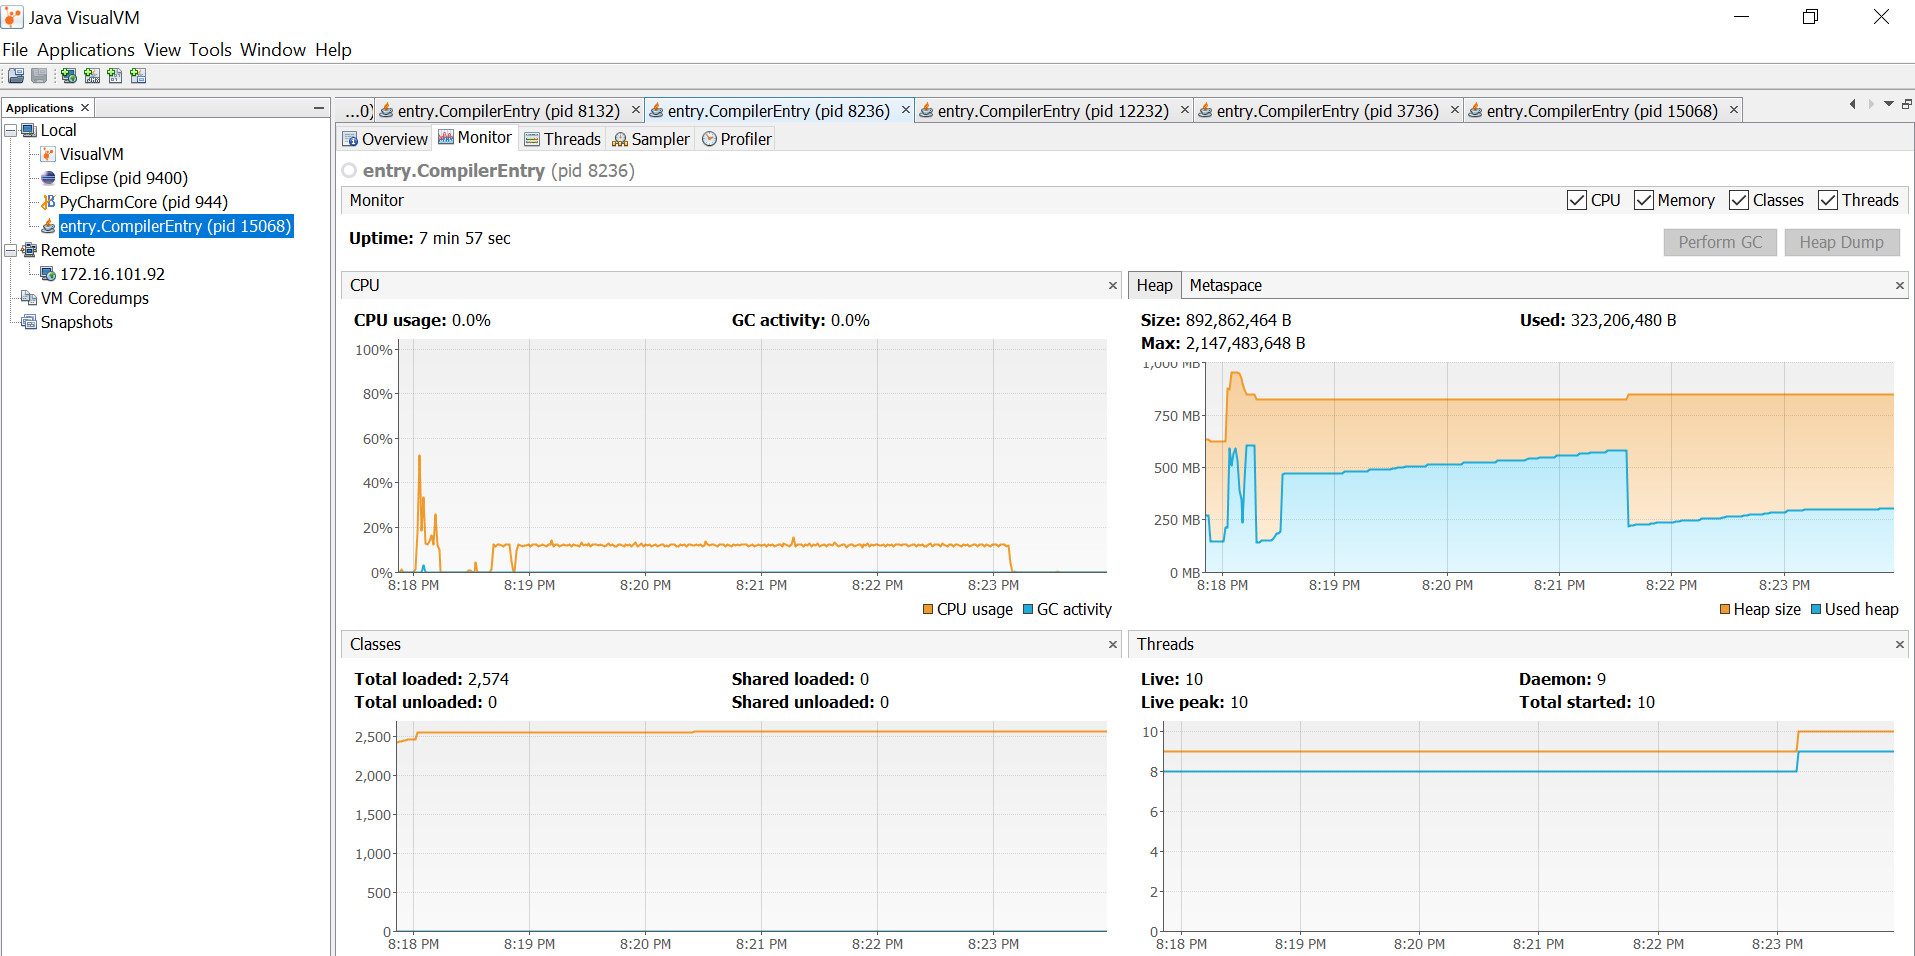 Java VisualVM
File Applications View Tools Window Help
Applications
Local
VisualVM
Eclipse (pid 9400)
PyCharmCore (pid 944)
entry.CompilerEntry (pid 15068)
Remote
172.16.101.92
VM Coredumps
Snapshots
...0) entry.CompilerEntry (pid 8132) entry.CompilerEntry (pid 8236) entry.CompilerEntry (pid 12232) entry.CompilerEntry (pid 3736) entry.CompilerEntry (pid 15068)
Overview Monitor Threads Sampler Profiler
entry.CompilerEntry (pid 8236)
Monitor CPU Memory Classes Threads
Uptime: 7 min 57 sec
Perform GC Heap Dump
CPU
CPU usage: 0.0% GC activity: 0.0%
100%
80%
60%
40%
20%
0%
8:18 PM 8:19 PM 8:20 PM 8:21 PM 8:22 PM 8:23 PM
CPU usage GC activity
Heap Metaspace
Size: 892,862,464 B Used: 323,206,480 B
Max: 2,147,483,648 B
1,000 MB
750 MB
500 MB
250 MB
0 MB
8:18 PM 8:19 PM 8:20 PM 8:21 PM 8:22 PM 8:23 PM
Heap size Used heap
Classes
Total loaded: 2,574 Shared loaded: 0
Total unloaded: 0 Shared unloaded: 0
2,500
2,000
1,500
1,000
500
0
8:18 PM 8:19 PM 8:20 PM 8:21 PM 8:22 PM 8:23 PM
Threads
Live: 10 Daemon: 9
Live peak: 10 Total started: 10
10
8
6
4
2
0
8:18 PM 8:19 PM 8:20 PM 8:21 PM 8:22 PM 8:23 PM